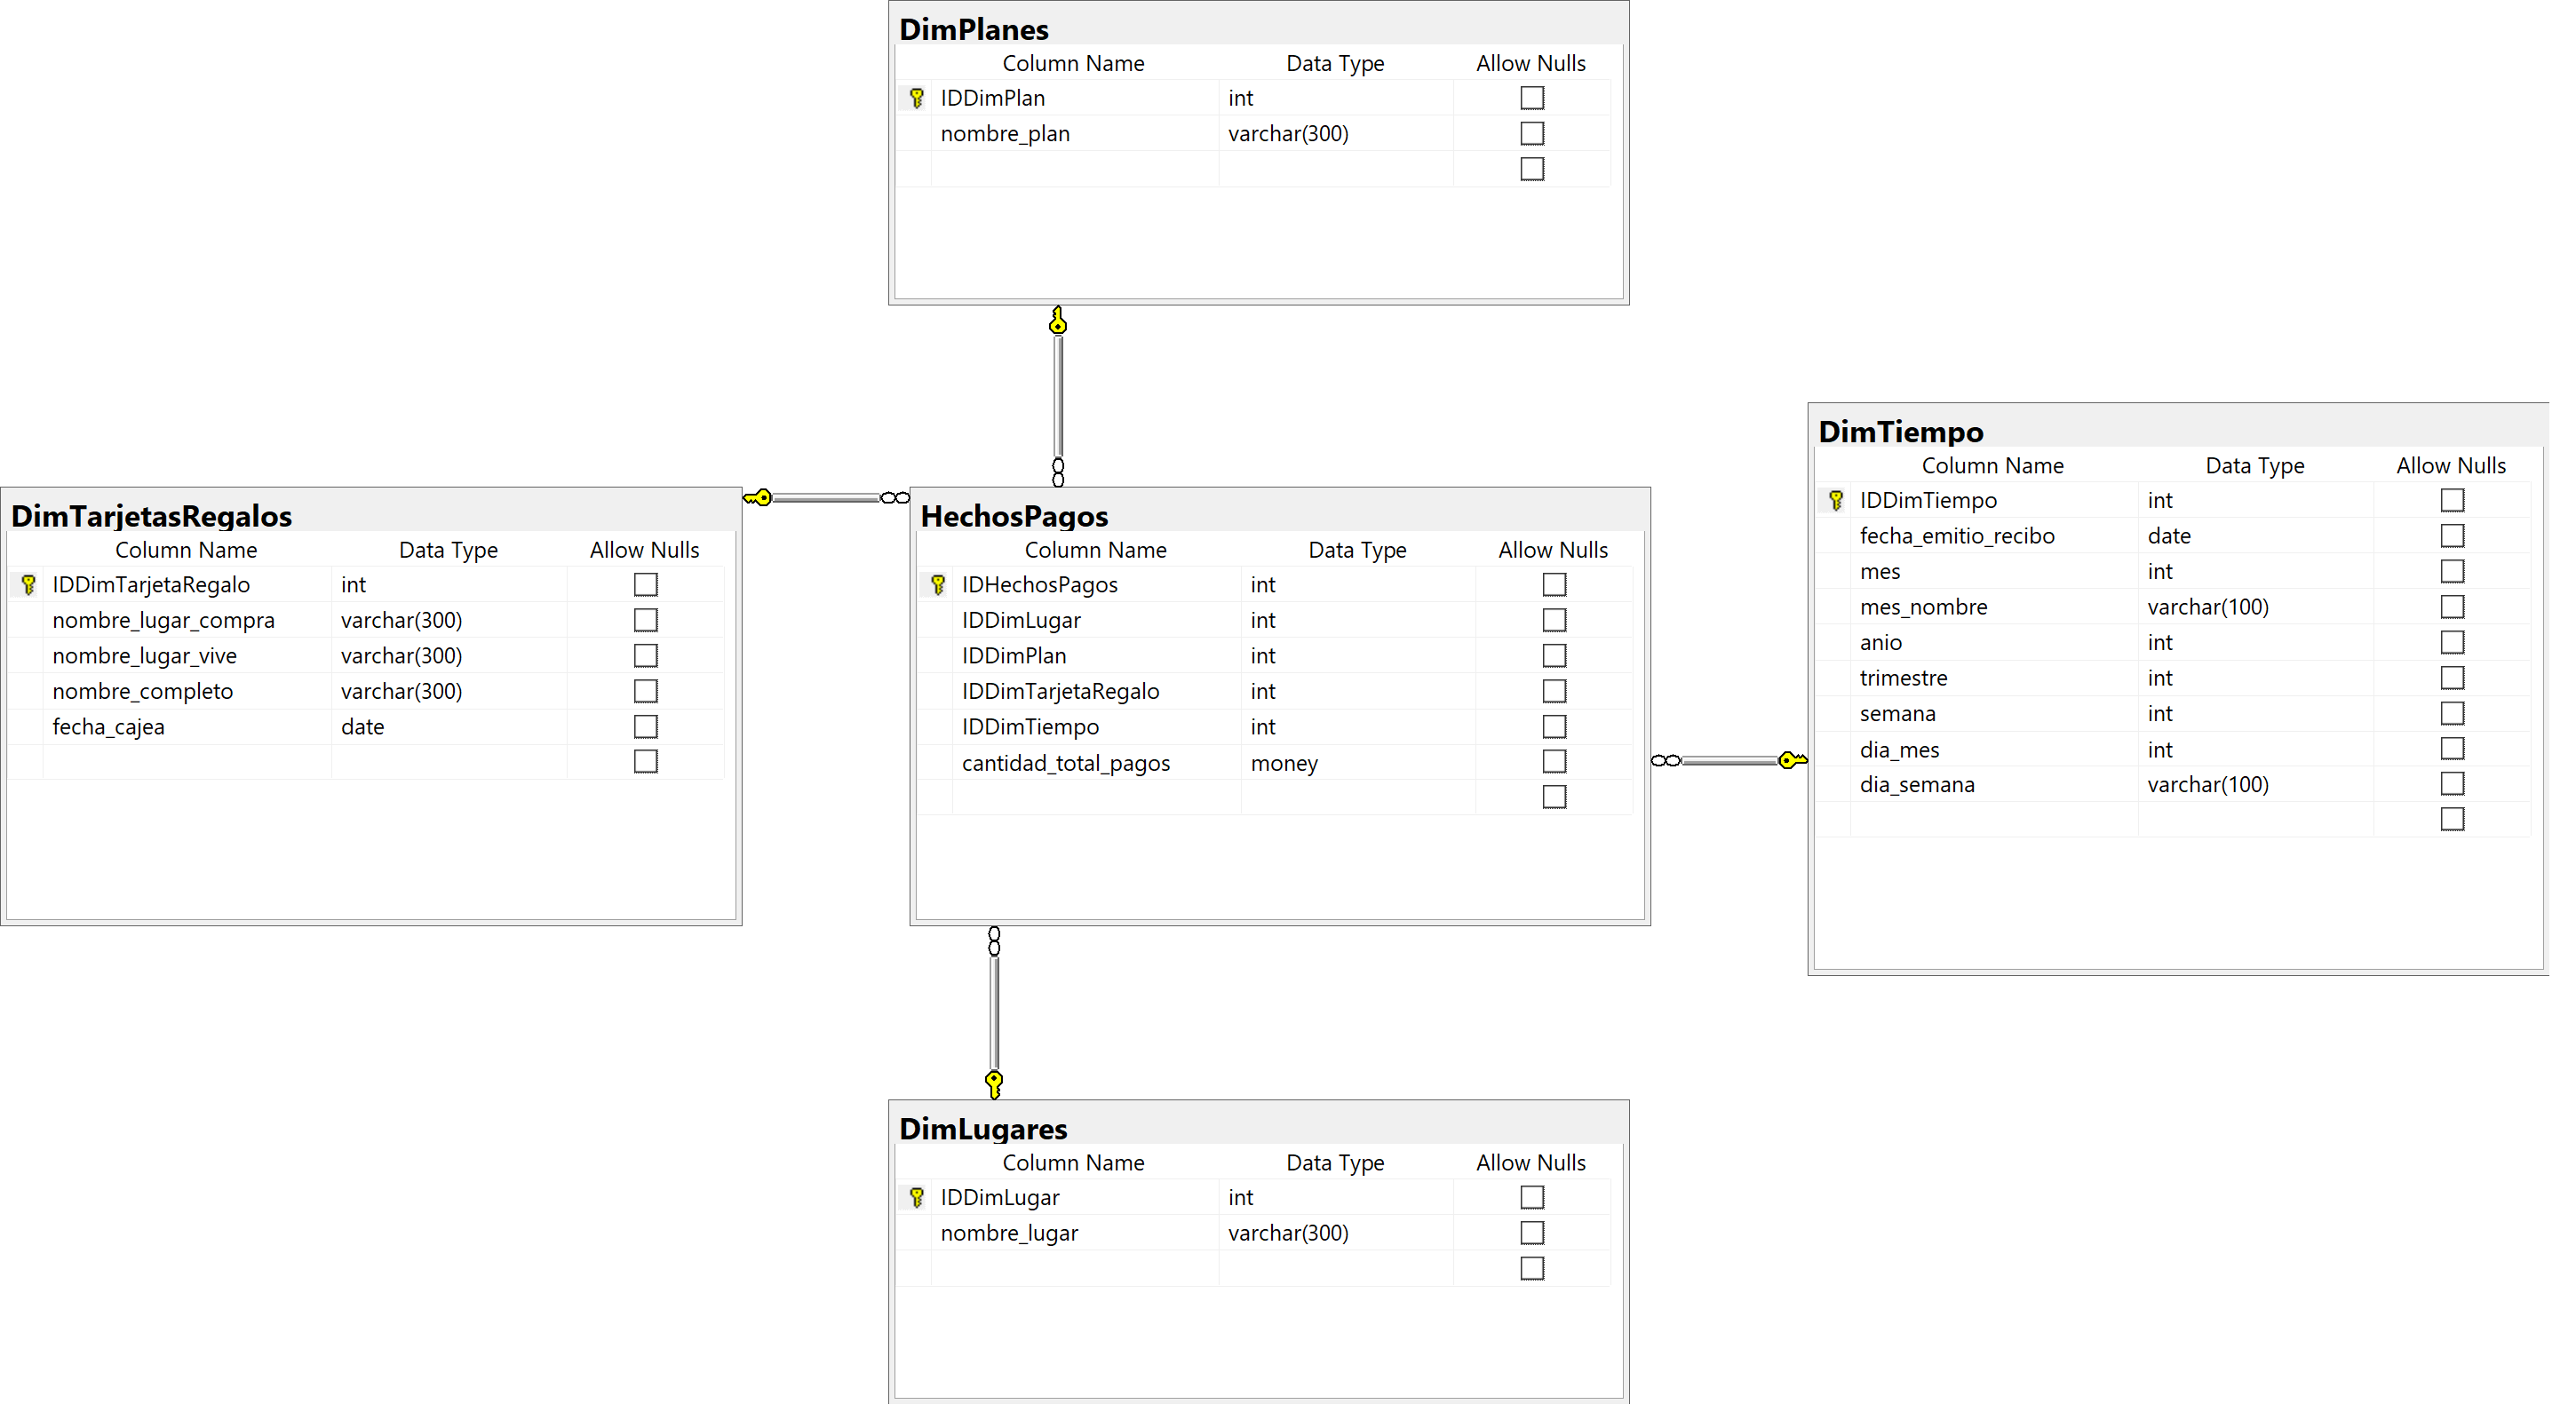 DimPlanes
Column Name Data Type Allow Nulls
IDDimPlan int
nombre_plan varchar(300)
DimTarjetasRegalos
Column Name Data Type Allow Nulls
IDDimTarjetaRegalo int
nombre_lugar_compra varchar(300)
nombre_lugar_vive varchar(300)
nombre_completo varchar(300)
fecha_cajea date
HechosPagos
Column Name Data Type Allow Nulls
IDHechosPagos int
IDDimLugar int
IDDimPlan int
IDDimTarjetaRegalo int
IDDimTiempo int
cantidad_total_pagos money
DimTiempo
Column Name Data Type Allow Nulls
IDDimTiempo int
fecha_emitio_recibo date
mes int
mes_nombre varchar(100)
anio int
trimestre int
semana int
dia_mes int
dia_semana varchar(100)
DimLugares
Column Name Data Type Allow Nulls
IDDimLugar int
nombre_lugar varchar(300)